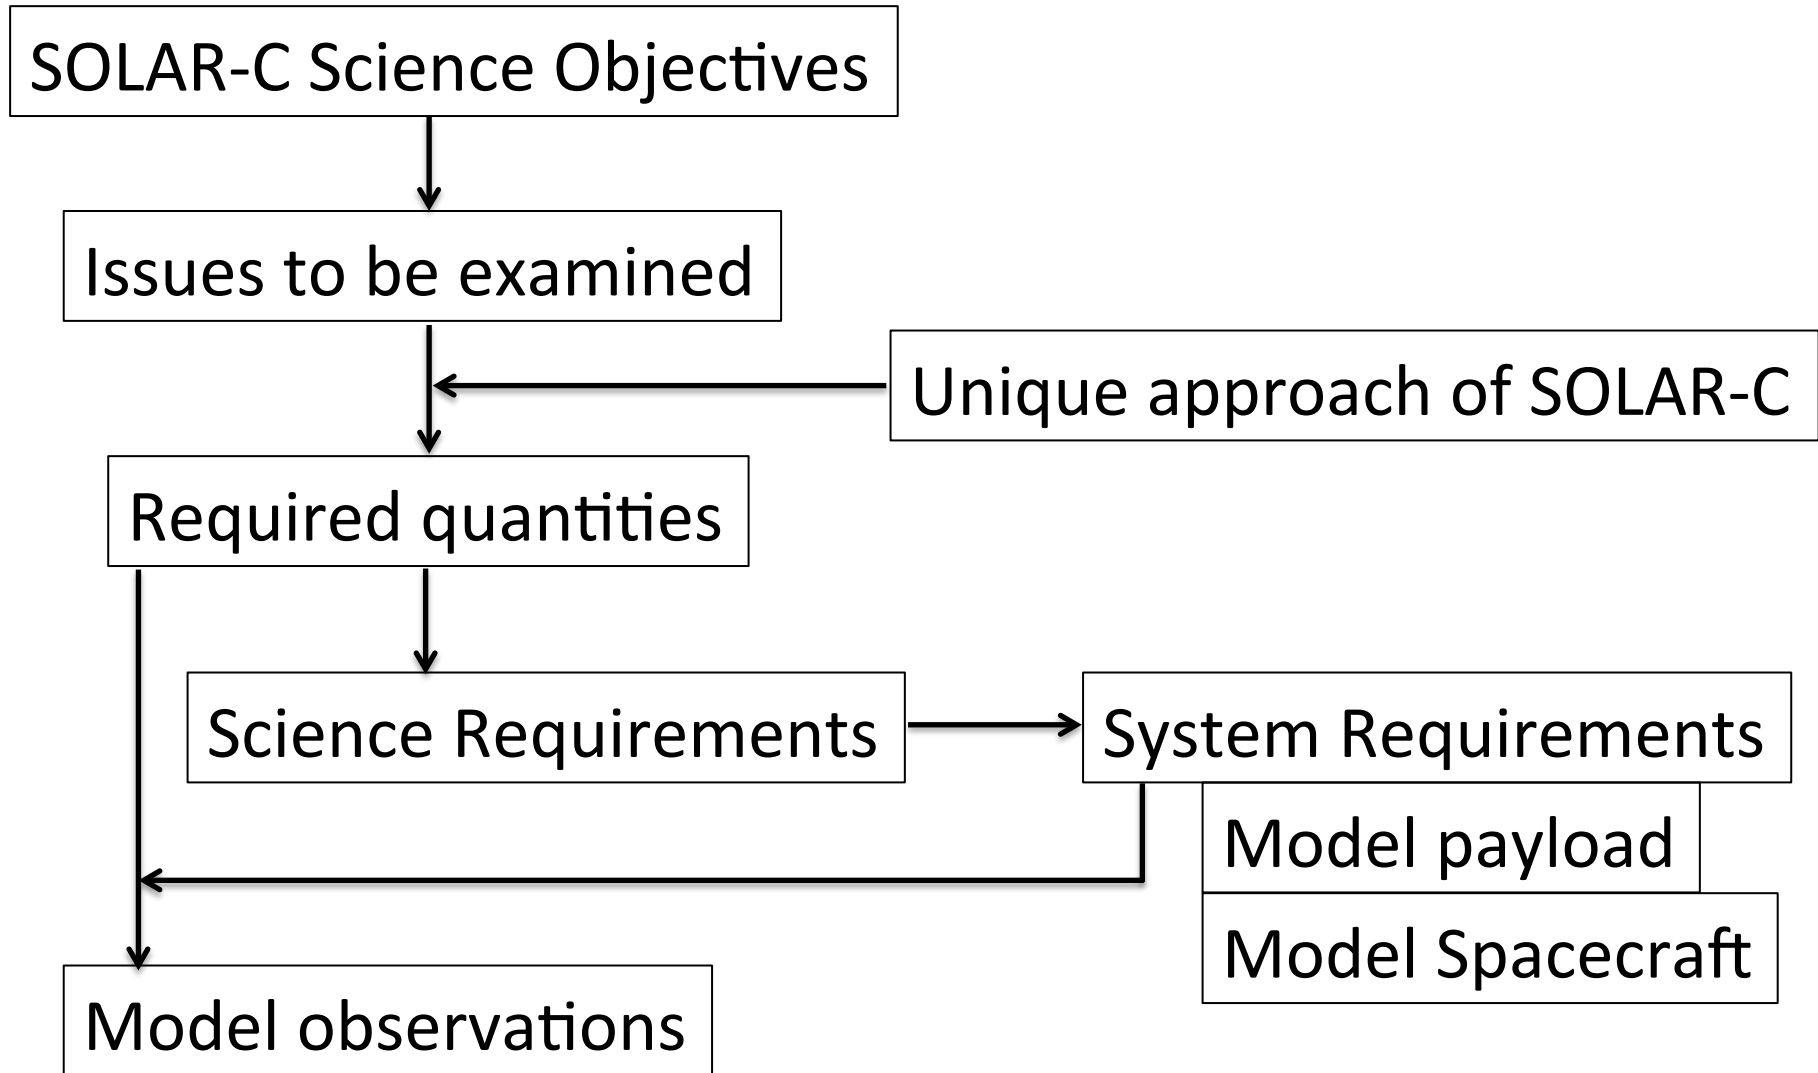 SOLAR-C Science Objectives
Issues to be examined
Unique approach of SOLAR-C
Required quantities
Science Requirements
System Requirements
Model payload
Model Spacecraft
Model observations